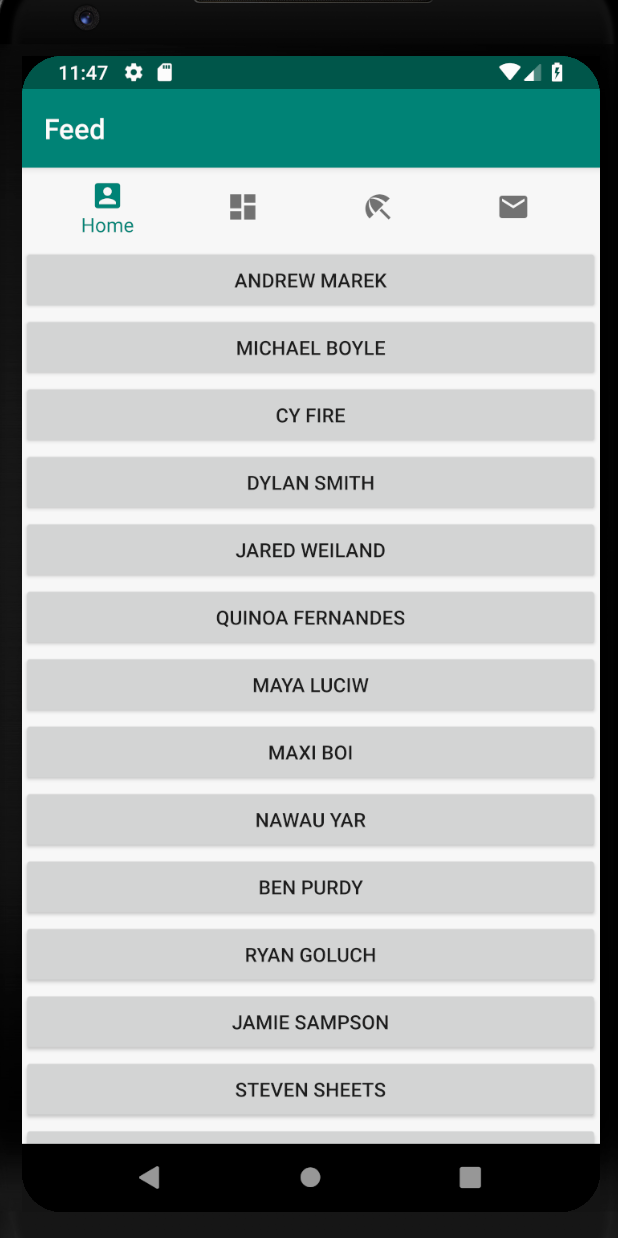 11:47
Feed
Home
ANDREW MAREK
MICHAEL BOYLE
CY FIRE
DYLAN SMITH
JARED WEILAND
QUINOA FERNANDES
MAYA LUCIW
MAXI BOI
NAWAU YAR
BEN PURDY
RYAN GOLUCH
JAMIE SAMPSON
STEVEN SHEETS